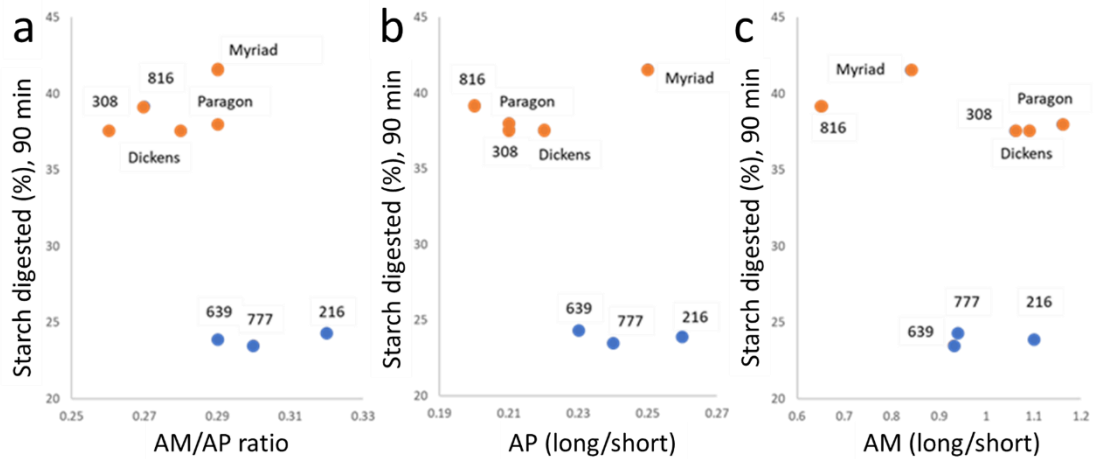 a
Starch digested (%), 90 min
45
40
35
30
25
20
0.25
0.27
0.29
0.31
0.33
AM/AP ratio
Myriad
816
308
Paragon
Dickens
639
777
216
b
Starch digested (%), 90 min
45
40
35
30
25
20
0.19
0.21
0.23
0.25
0.27
AP (long/short)
816
Myriad
Paragon
308
Dickens
639
777
216
c
Starch digested (%), 90 min
45
40
35
30
25
20
0.6
0.7
0.8
0.9
1
1.1
1.2
AM (long/short)
Myriad
816
Paragon
308
Dickens
777
216
639